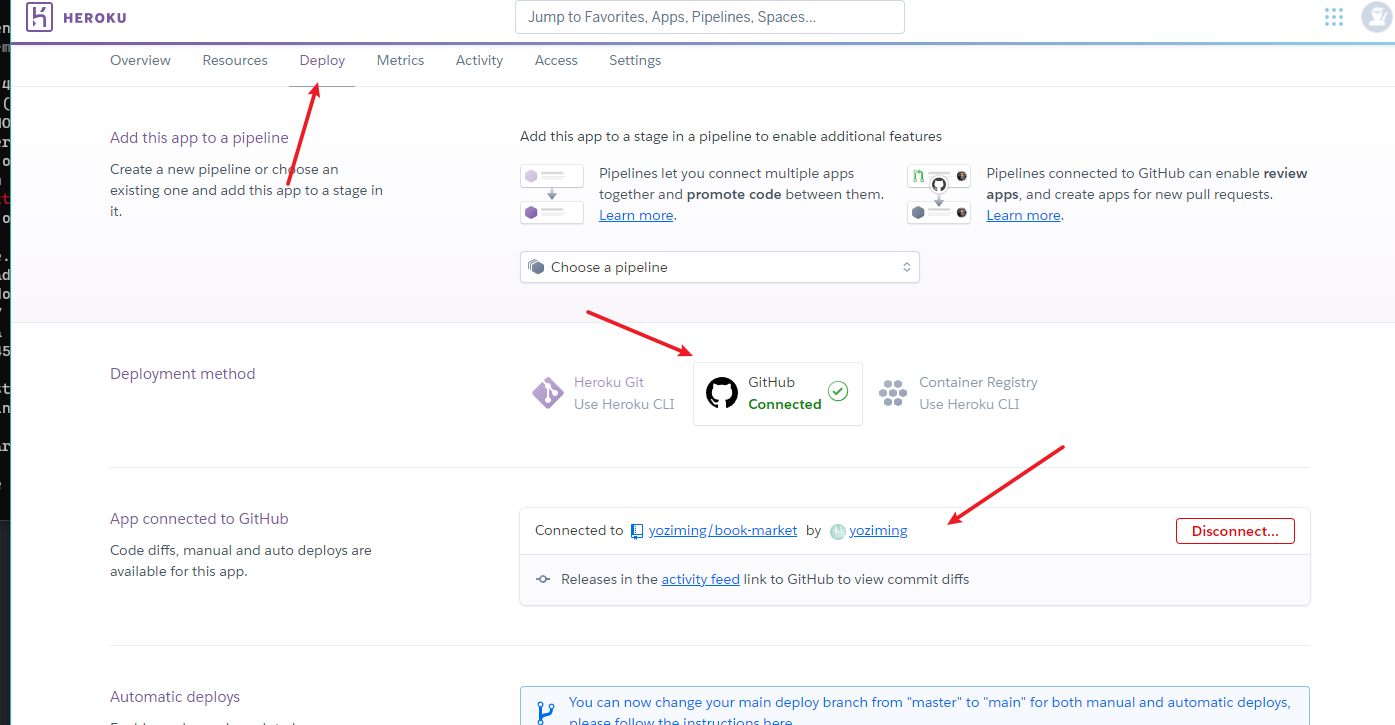 HEROKU
Jump to Favorites, Apps, Pipelines, Spaces...
Overview Resources Deploy Metrics Activity Access Settings
Add this app to a pipeline
Create a new pipeline or choose an
existing one and add this app to a stage in
it.
Add this app to a stage in a pipeline to enable additional features
Pipelines let you connect multiple apps
together and promote code between them.
Learn more.
Pipelines connected to GitHub can enable review
apps, and create apps for new pull requests.
Learn more.
Choose a pipeline
Deployment method
Heroku Git
Use Heroku CLI
GitHub
Connected
Container Registry
Use Heroku CLI
App connected to GitHub
Code diffs, manual and auto deploys are
available for this app.
Connected to yoziming/book-market by yoziming
Disconnect...
Releases in the activity feed link to GitHub to view commit diffs
Automatic deploys
You can now change your main deploy branch from "master" to "main" for both manual and automatic deploys,
please follow the instructions here.